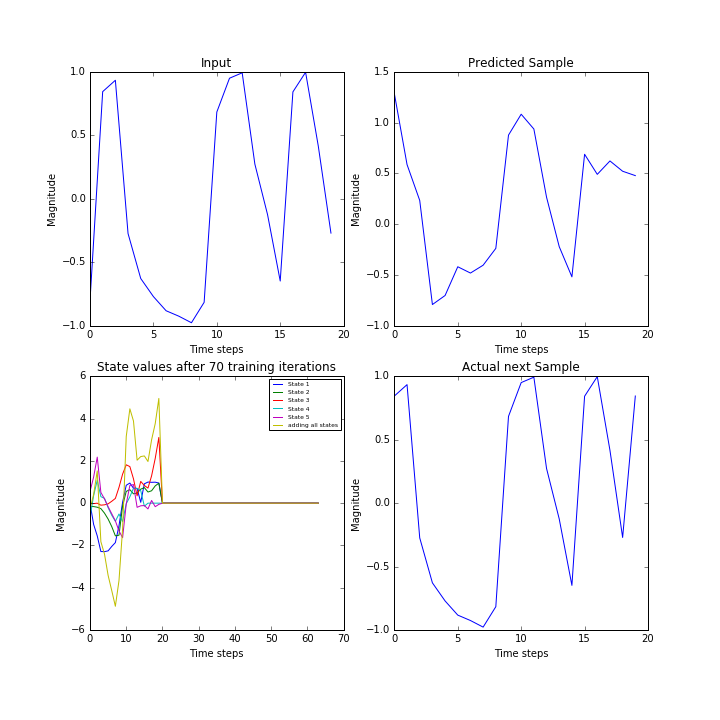 Input
1.0
0.5
0.0
−0.5
−1.0
Magnitude
0 5 10 15 20
Time steps
Predicted Sample
1.5
1.0
0.5
0.0
−0.5
−1.0
Magnitude
0 5 10 15 20
Time steps
State values after 70 training iterations
6
4
2
0
−2
−4
−6
Magnitude
State 1
State 2
State 3
State 4
State 5
adding all states
0 10 20 30 40 50 60 70
Time steps
Actual next Sample
1.0
0.5
0.0
−0.5
−1.0
Magnitude
0 5 10 15 20
Time steps